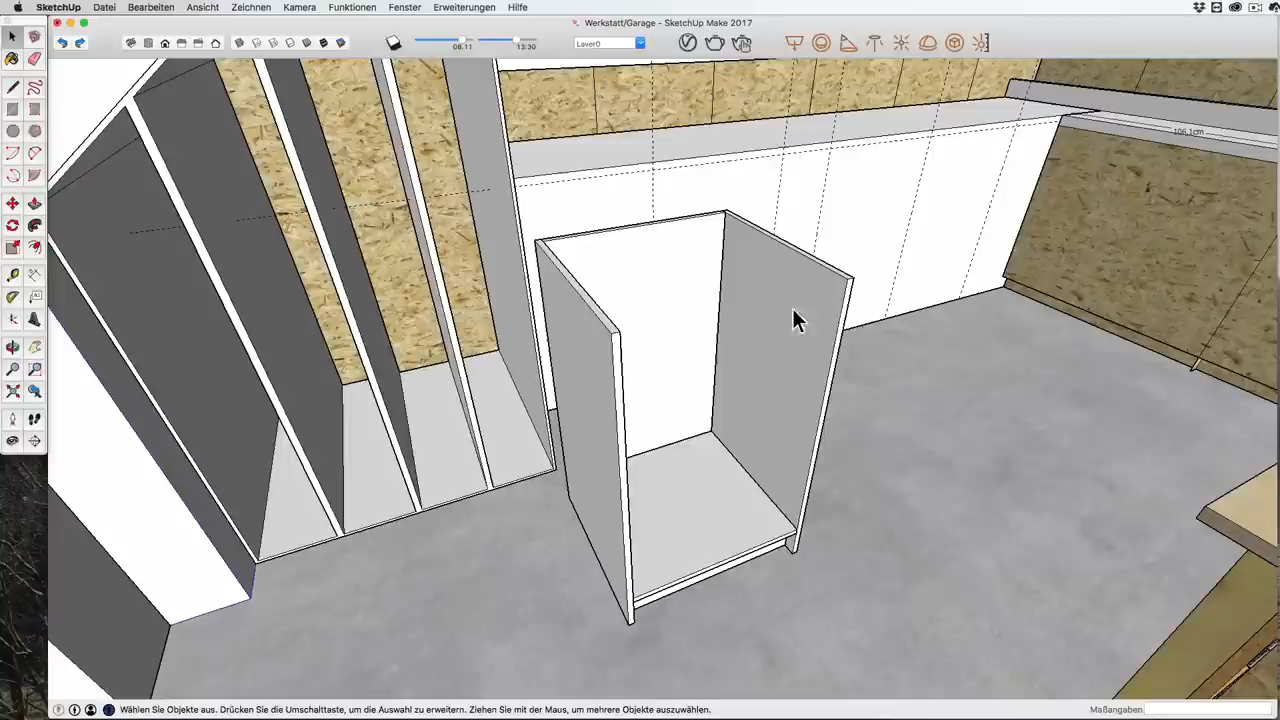 SketchUp Datei Bearbeiten Ansicht Zeichnen Kamera Funktionen Fenster Erweiterungen Hilfe
Werkstatt/Garage - SketchUp Make 2017
08.11 13:30
Layer0
106,1cm
Wählen Sie Objekte aus. Drücken Sie die Umschalttaste, um die Auswahl zu erweitern. Ziehen Sie mit der Maus, um mehrere Objekte auszuwählen.
Maßangaben